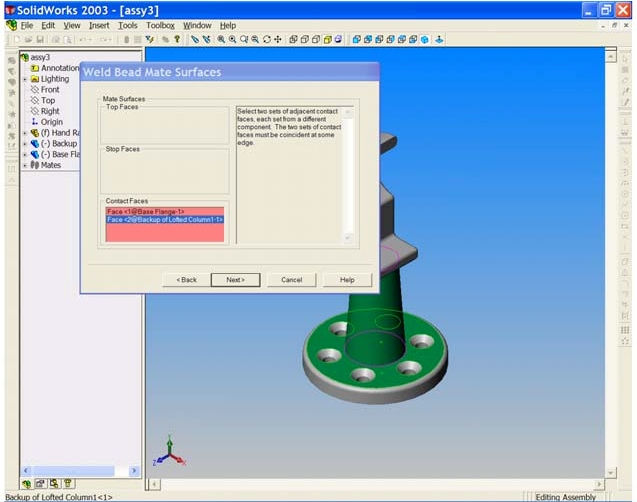 SolidWorks 2003 - [assy3]
File Edit View Insert Tools Toolbox Window Help
assy3
Annotation
Lighting
Front
Top
Right
Origin
(f) Hand Ra
(-) Backup
(-) Base Fla
Mates
Weld Bead Mate Surfaces
Mate Surfaces
Top Faces
Stop Faces
Contact Faces
Face <1@Base Flange-1>
Face <2@Backup of Lofted Column1-1>
Select two sets of adjacent contact
faces, each set from a different
component. The two sets of contact
faces must be coincident at some
edge.
<Back Next> Cancel Help
Y
Z X
Backup of Lofted Column1<1>
Editing Assembly